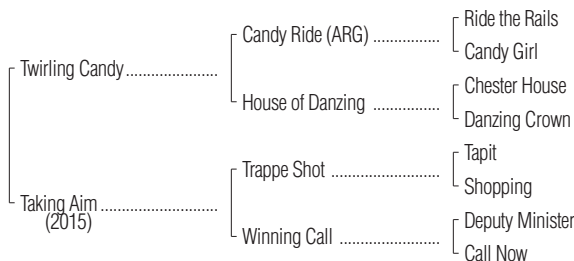 Ride the Rails
Candy Ride (ARG) ..................
Candy Girl
Twirling Candy ........................
Chester House
House of Danzing ..................
Danzing Crown
Tapit
Trappe Shot .............................
Shopping
Taking Aim ................................
(2015)
Deputy Minister
Winning Call ...........................
Call Now